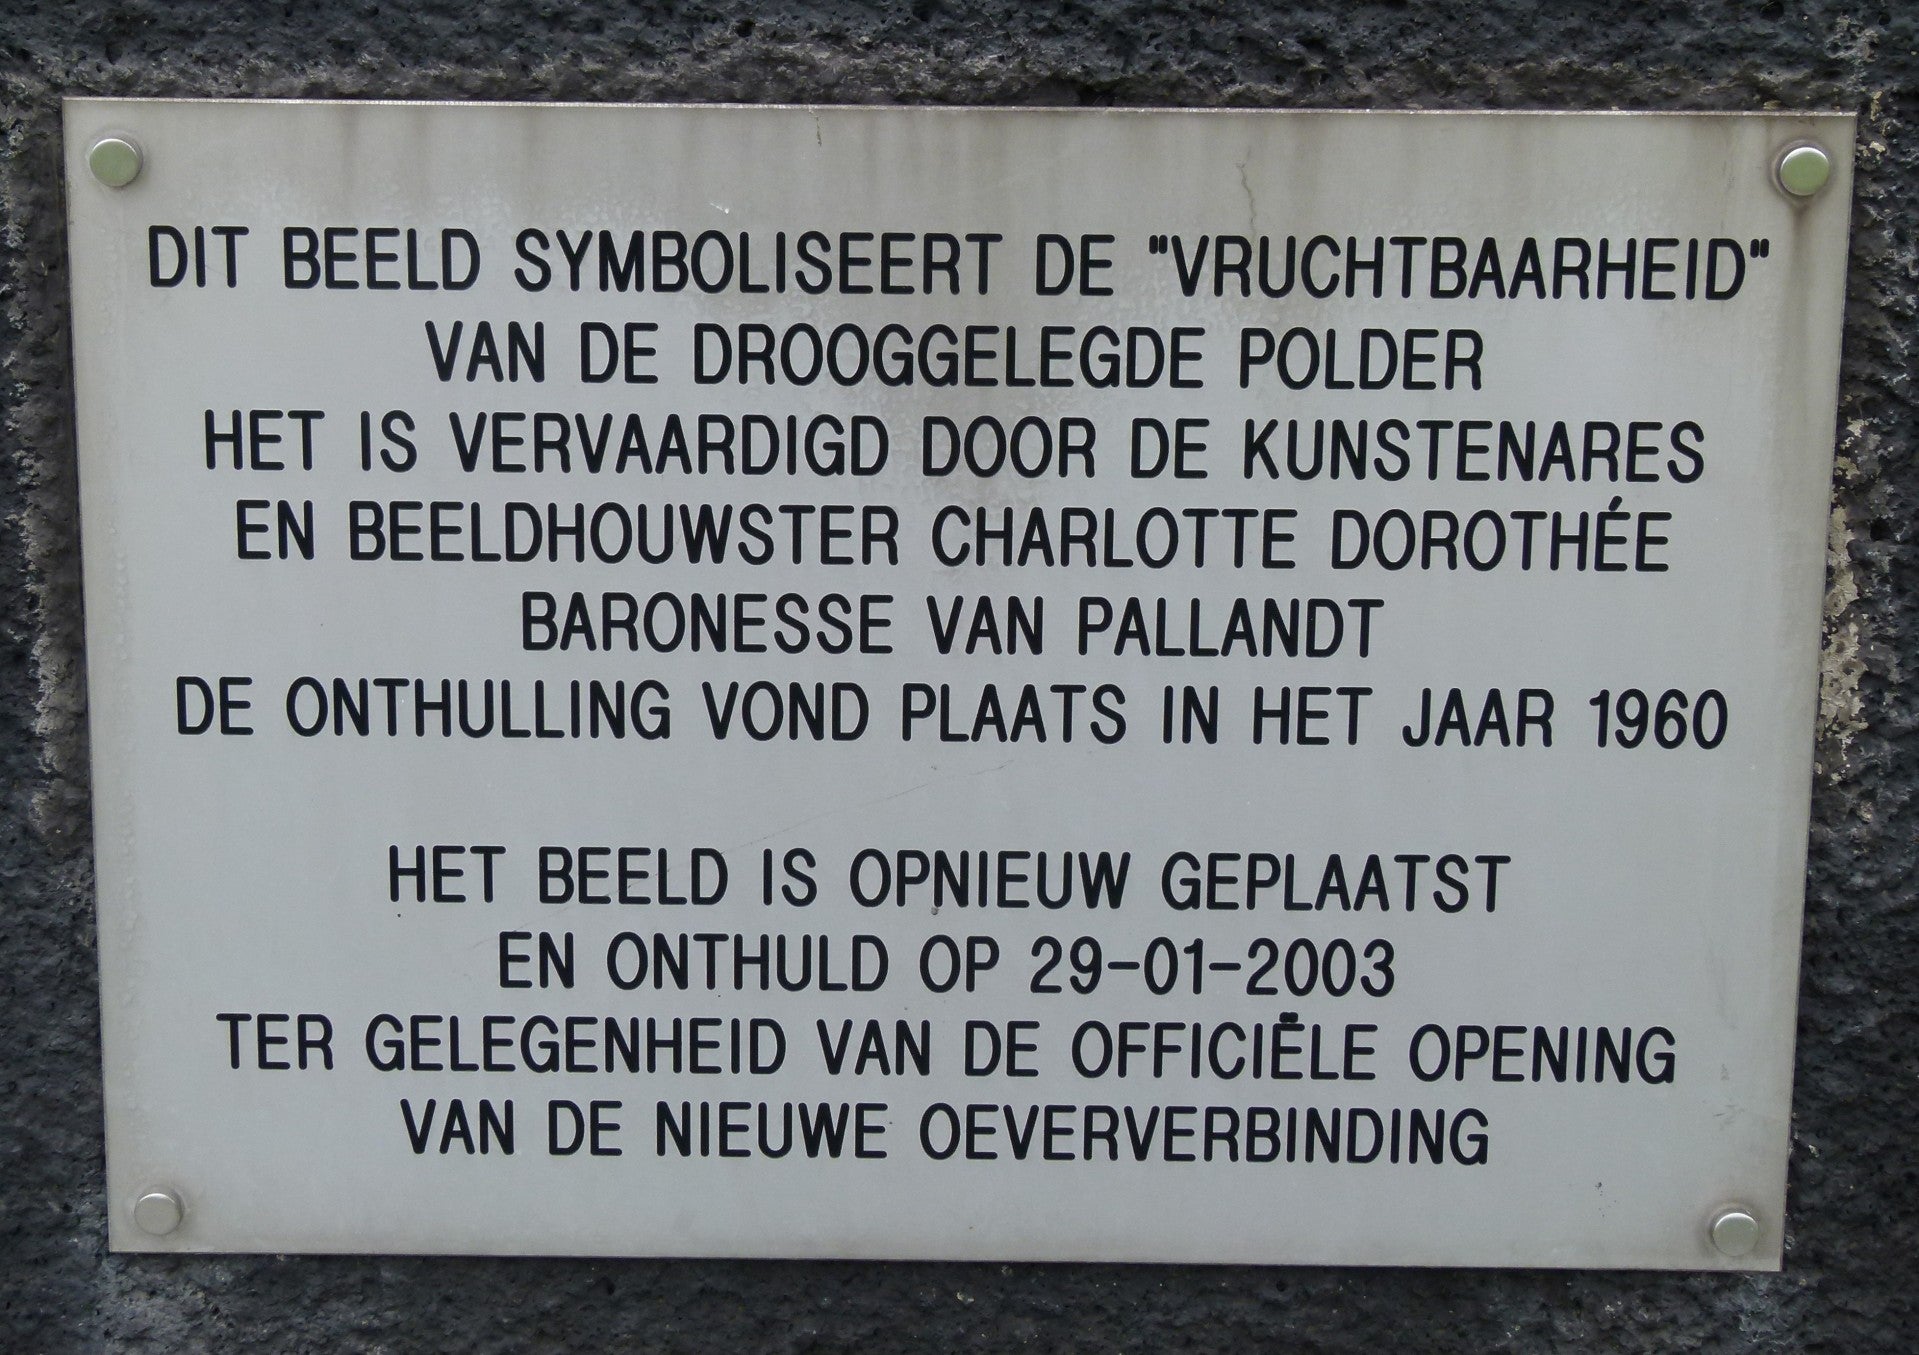 DIT BEELD SYMBOLISEERT DE "VRUCHTBAARHEID"
VAN DE DROOGGELEGDE POLDER
HET IS VERVAARDIGD DOOR DE KUNSTENARES
EN BEELDHOUWSTER CHARLOTTE DOROTHÉE
BARONESSE VAN PALLANDT
DE ONTHULLING VOND PLAATS IN HET JAAR 1960
HET BEELD IS OPNIEUW GEPLAATST
EN ONTHULD OP 29-01-2003
TER GELEGENHEID VAN DE OFFICIËLE OPENING
VAN DE NIEUWE OEVERVERBINDING